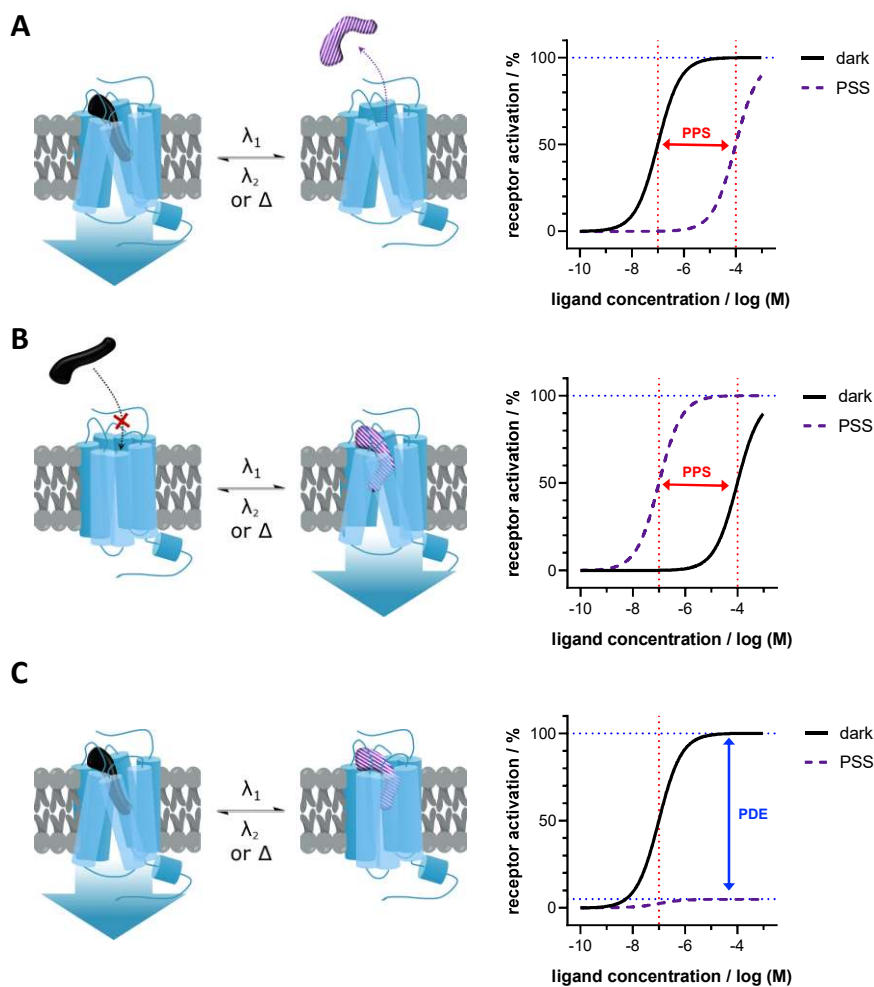 A
λ1
λ2
or Δ
receptor activation / %
100
50
0
PPS
dark
PSS
-10
-8
-6
-4
ligand concentration / log (M)
B
λ1
λ2
or Δ
receptor activation / %
100
50
0
PPS
dark
PSS
-10
-8
-6
-4
ligand concentration / log (M)
C
λ1
λ2
or Δ
receptor activation / %
100
50
0
PDE
dark
PSS
-10
-8
-6
-4
ligand concentration / log (M)